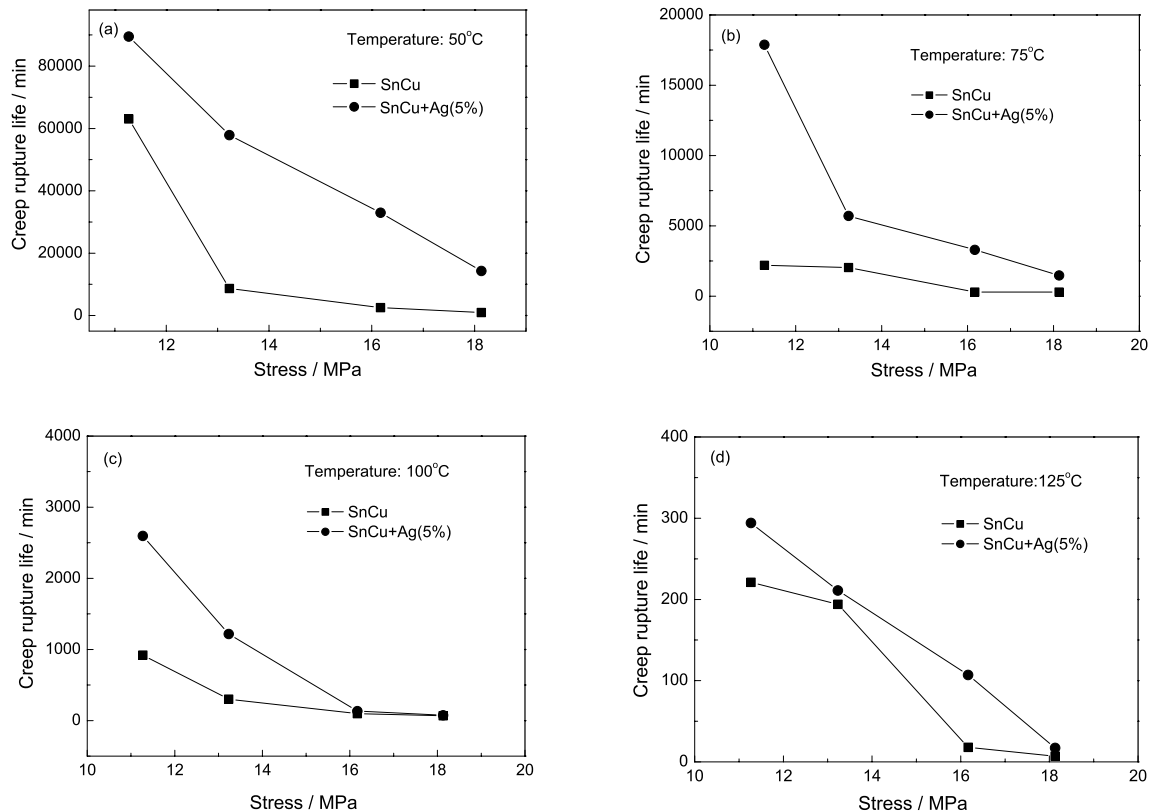 (a)
Temperature: 50°C
SnCu
SnCu+Ag(5%)
Creep rupture life / min
80000
60000
40000
20000
0
12 14 16 18
Stress / MPa
(b)
Temperature: 75°C
SnCu
SnCu+Ag(5%)
Creep rupture life / min
20000
15000
10000
5000
0
10 12 14 16 18 20
Stress / MPa
(c)
Temperature: 100°C
SnCu
SnCu+Ag(5%)
Creep rupture life / min
4000
3000
2000
1000
0
10 12 14 16 18 20
Stress / MPa
(d)
Temperature:125°C
SnCu
SnCu+Ag(5%)
Creep rupture life / min
400
300
200
100
0
10 12 14 16 18 20
Stress / MPa